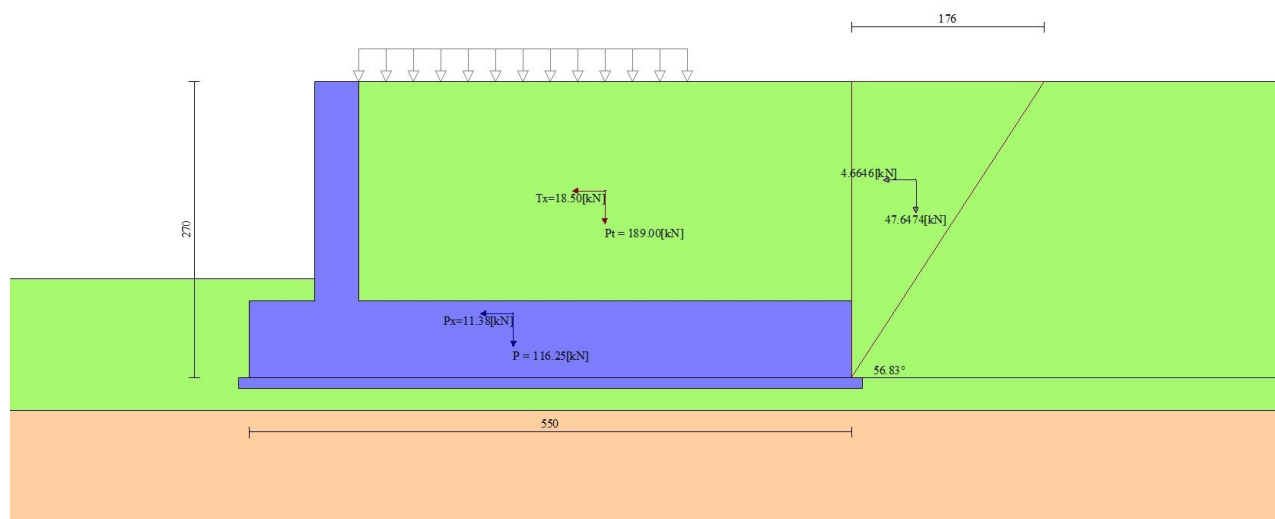 176
270
4.6646[kN]
Tx=18.50[kN]
47.6474[kN]
Pt = 189.00[kN]
Px=11.38[kN]
P = 116.25[kN]
56.83°
550